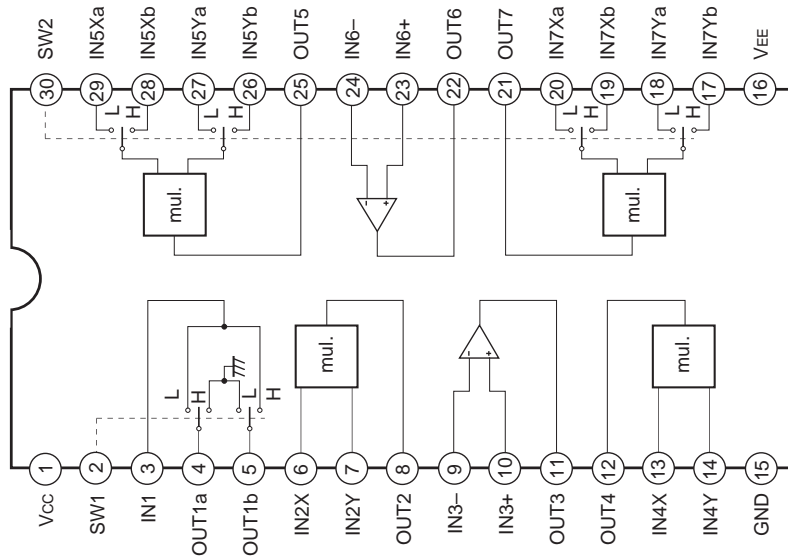 SW2
IN5Xa
IN5Xb
IN5Ya
IN5Yb
OUT5
IN6–
IN6+
OUT6
OUT7
IN7Xa
IN7Xb
IN7Ya
IN7Yb
VEE
30
29
28
27
26
25
24
23
22
21
20
19
18
17
16
L
H
L
H
L
H
L
H
mul.
– +
mul.
mul.
– +
mul.
L
H
L
H
1
2
3
4
5
6
7
8
9
10
11
12
13
14
15
VCC
SW1
IN1
OUT1a
OUT1b
IN2X
IN2Y
OUT2
IN3–
IN3+
OUT3
OUT4
IN4X
IN4Y
GND